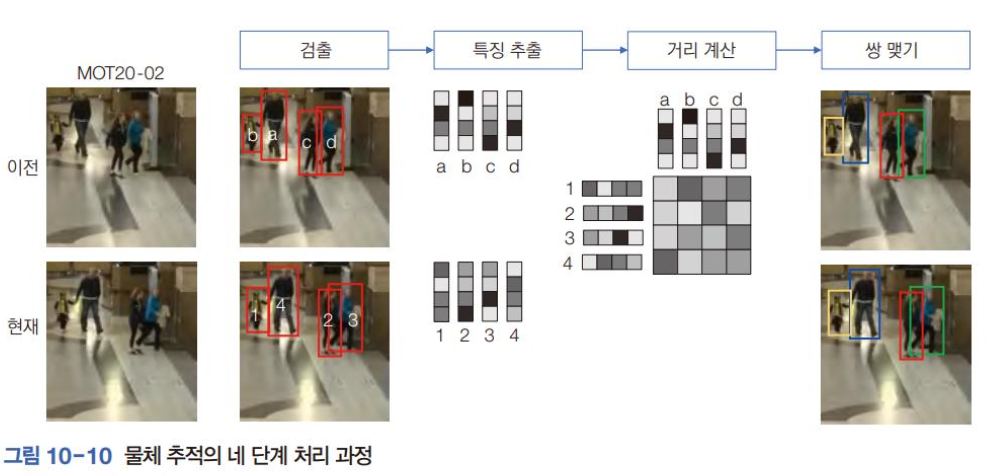 검출 특징 추출 거리 계산 쌍 맺기
MOT20-02
a b c d
이전
b a c d
a b c d
1
2
3
4
현재
1 4 2 3
1 2 3 4
그림 10-10 물체 추적의 네 단계 처리 과정